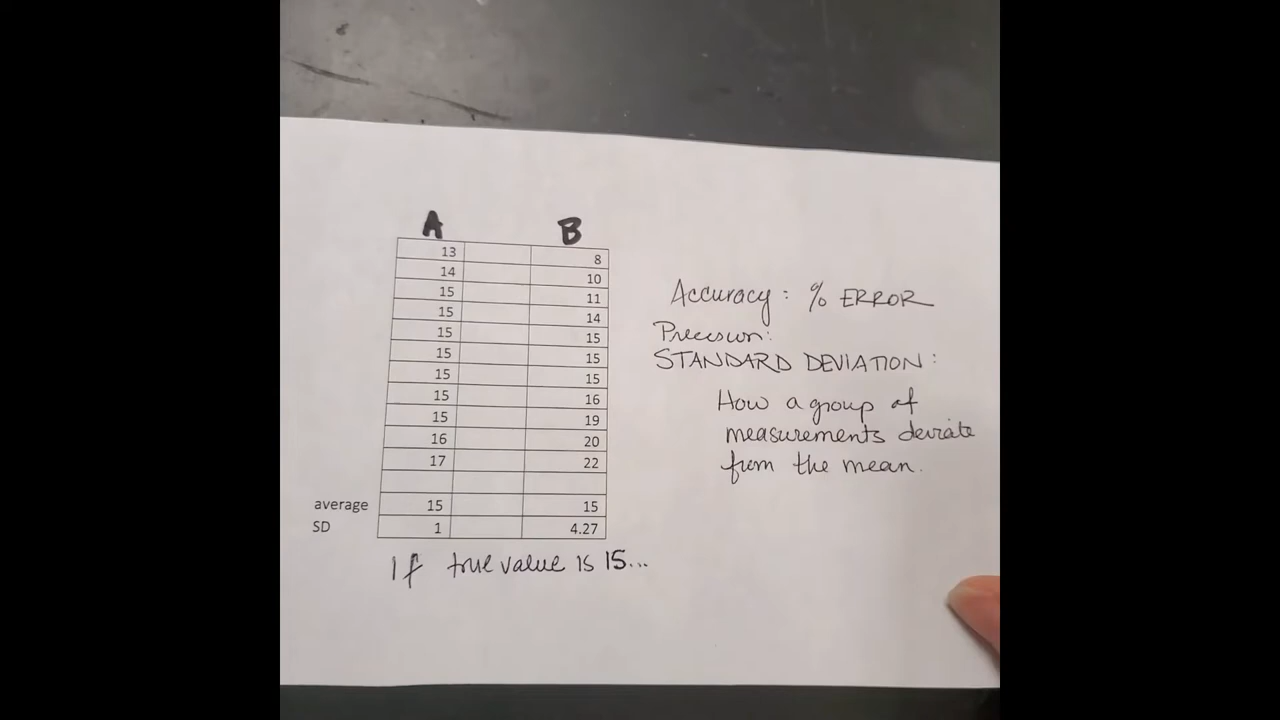 A B
13 8
14 10
15 11
15 14
15 15
15 15
15 15
15 16
15 19
16 20
17 22
average 15 15
SD 1 4.27
If true value is 15...
Accuracy: % ERROR
Precision:
STANDARD DEVIATION:
How a group of
measurements deviate
from the mean.